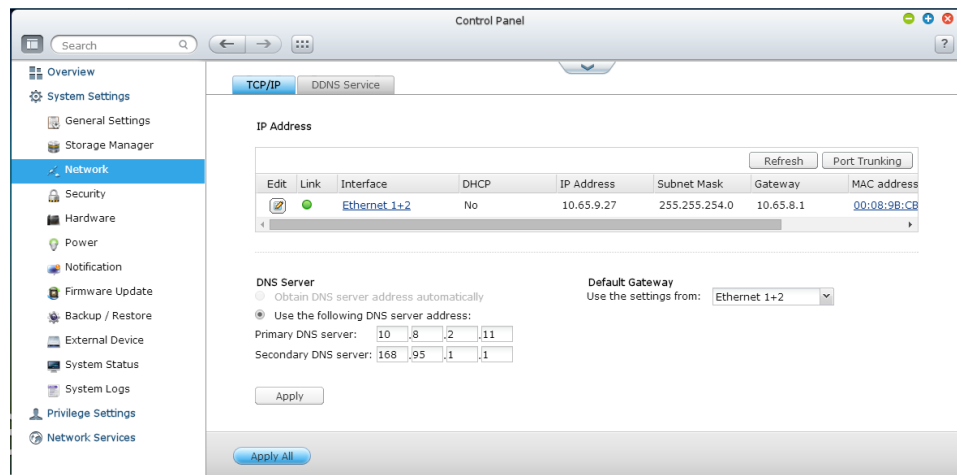 Control Panel
Search
?
Overview
System Settings
General Settings
Storage Manager
Network
Security
Hardware
Power
Notification
Firmware Update
Backup / Restore
External Device
System Status
System Logs
Privilege Settings
Network Services
TCP/IP DDNS Service
IP Address
Refresh Port Trunking
Edit Link Interface DHCP IP Address Subnet Mask Gateway MAC address
Ethernet 1+2 No 10.65.9.27 255.255.254.0 10.65.8.1 00:08:9B:CB
DNS Server
Obtain DNS server address automatically
Use the following DNS server address:
Primary DNS server: 10 .8 .2 .11
Secondary DNS server: 168 .95 .1 .1
Apply
Default Gateway
Use the settings from: Ethernet 1+2
Apply All